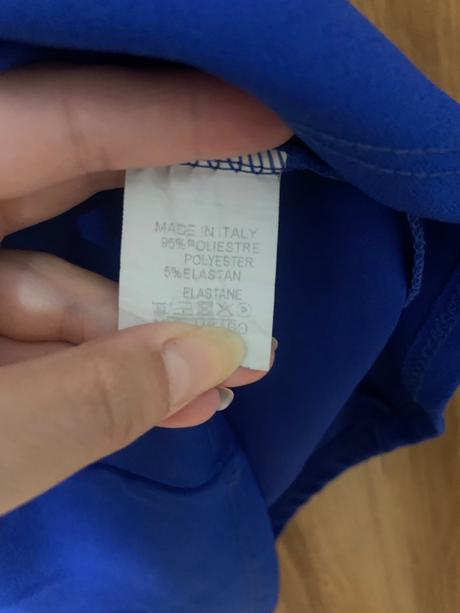 MADE IN ITALY
95%POLIESTRE
POLYESTER
5%ELASTAN
ELASTANE